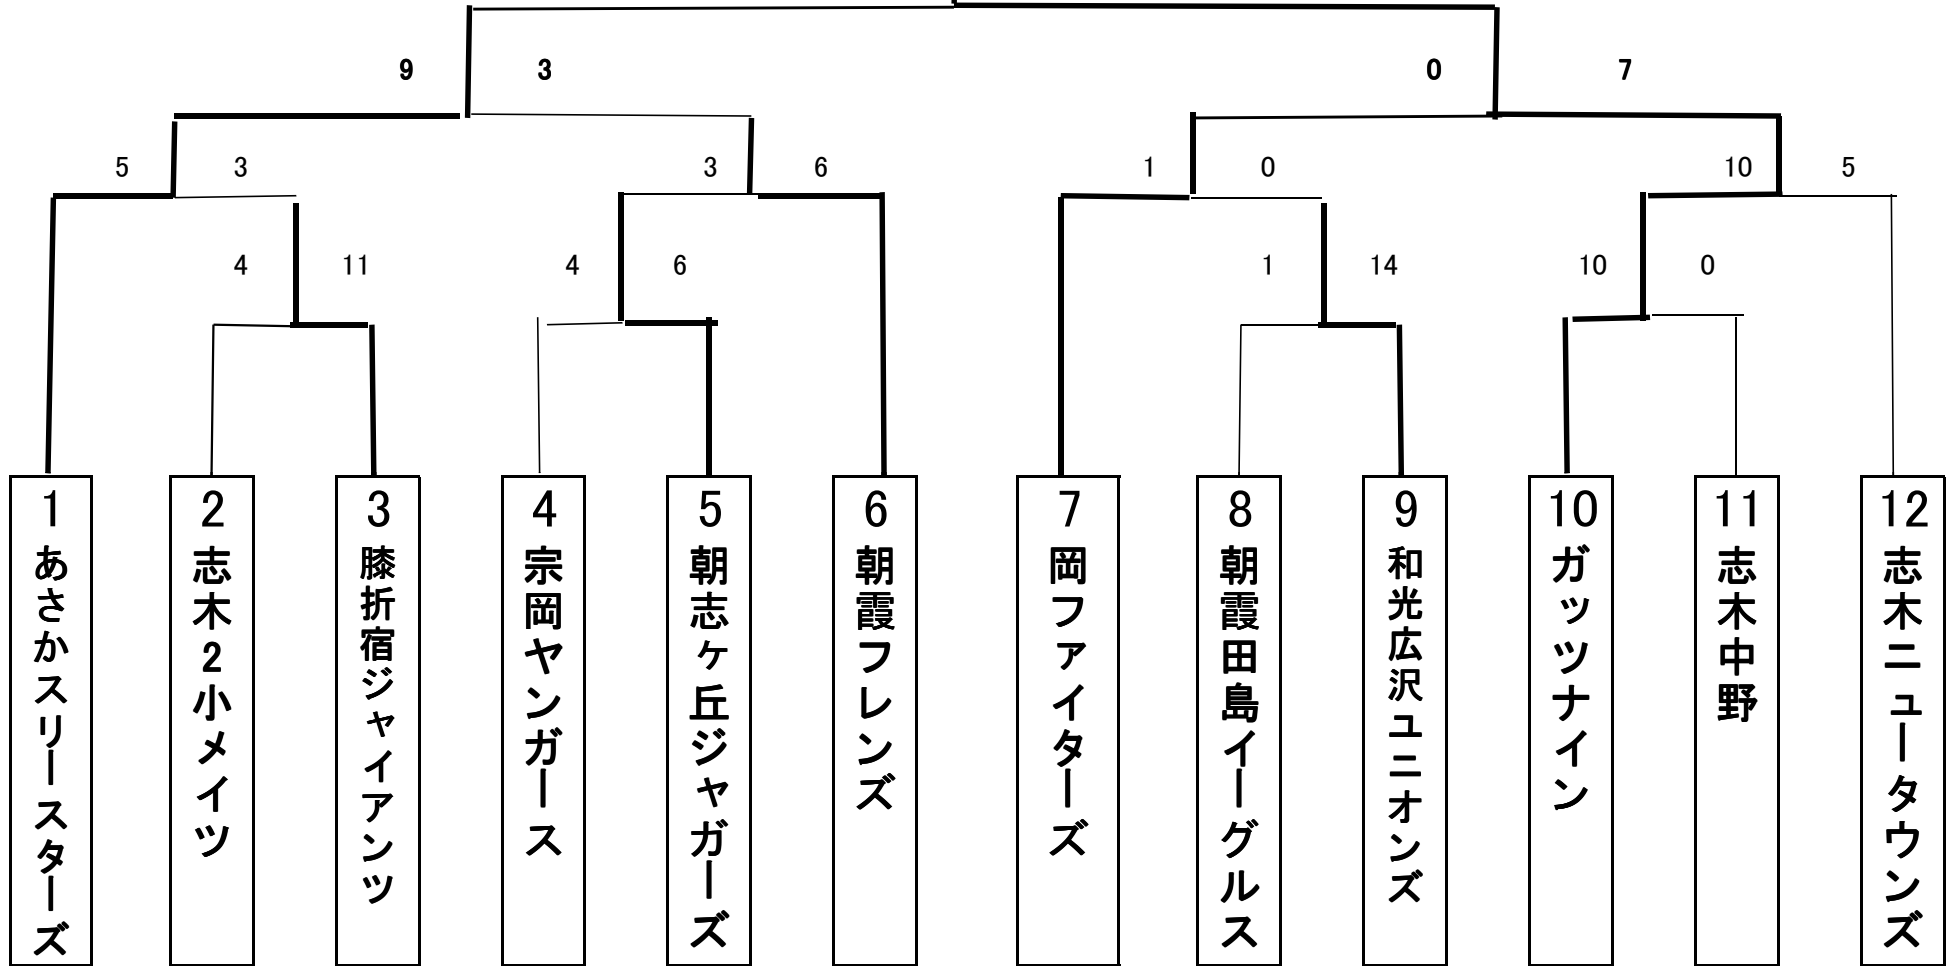 9 3 0 7
5 3 3 6 1 0 10 5
4 11 4 6 1 14 10 0
1 あさかスリースターズ
2 志木2小メイツ
3 膝折宿ジャイアンツ
4 宗岡ヤンガース
5 朝志ヶ丘ジャガーズ
6 朝霞フレンズ
7 岡ファイターズ
8 朝霞田島イーグルス
9 和光広沢ユニオンズ
10 ガッツナイン
11 志木中野
12 志木ニュータウンズ